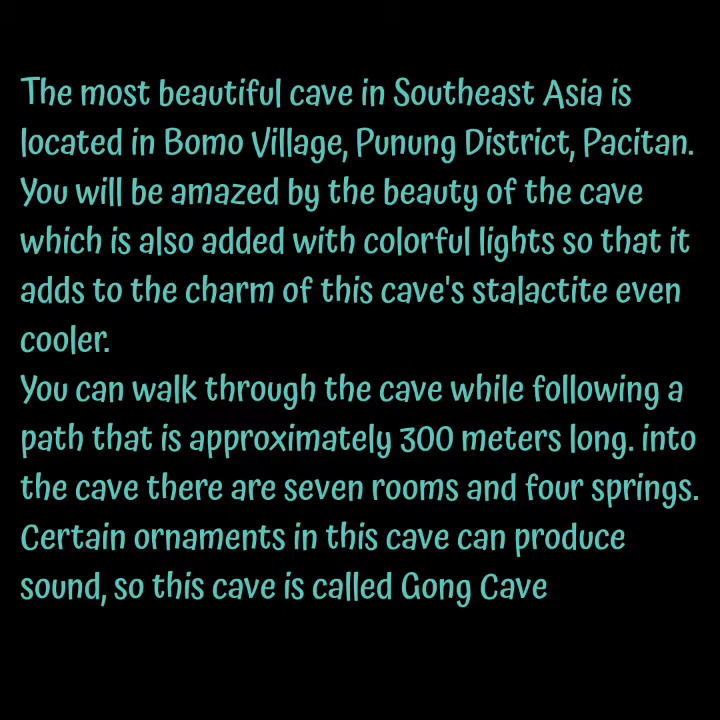 The most beautiful cave in Southeast Asia is
located in Bomo Village, Punung District, Pacitan.
You will be amazed by the beauty of the cave
which is also added with colorful lights so that it
adds to the charm of this cave's stalactite even
cooler.
You can walk through the cave while following a
path that is approximately 300 meters long. into
the cave there are seven rooms and four springs.
Certain ornaments in this cave can produce
sound, so this cave is called Gong Cave